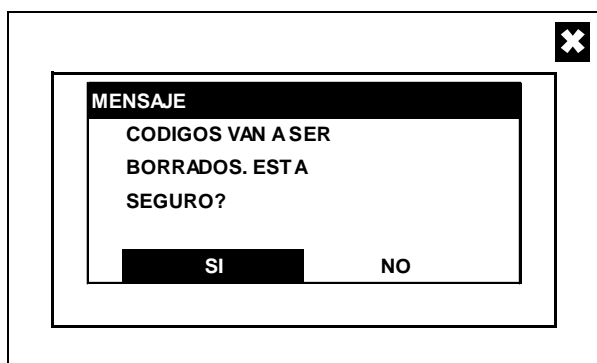 MENSAJE
CODIGOS VAN A SER
BORRADOS. ESTA
SEGURO?
SI NO